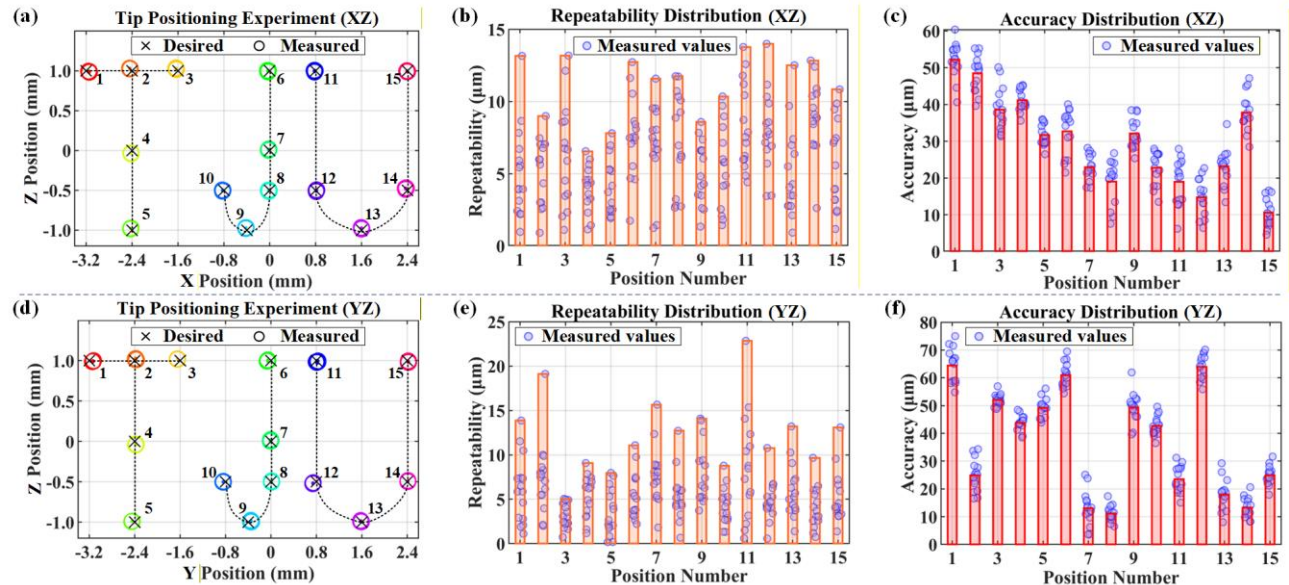 (a) Tip Positioning Experiment (XZ)
× Desired ○ Measured
Z Position (mm)
1.0
0.5
0
-0.5
-1.0
1 2 3 6 11 15
4 7
10 8 12 14
5 9 13
-3.2 -2.4 -1.6 -0.8 0 0.8 1.6 2.4
X Position (mm)
(b) Repeatability Distribution (XZ)
Measured values
Repeatability (μm)
15
10
5
0
1 3 5 7 9 11 13 15
Position Number
(c) Accuracy Distribution (XZ)
Measured values
Accuracy (μm)
60
50
40
30
20
10
0
1 3 5 7 9 11 13 15
Position Number
(d) Tip Positioning Experiment (YZ)
× Desired ○ Measured
Z Position (mm)
1.0
0.5
0
-0.5
-1.0
1 2 3 6 11 15
4 7
10 8 12 14
5 9 13
-3.2 -2.4 -1.6 -0.8 0 0.8 1.6 2.4
Y Position (mm)
(e) Repeatability Distribution (YZ)
Measured values
Repeatability (μm)
25
20
15
10
5
0
1 3 5 7 9 11 13 15
Position Number
(f) Accuracy Distribution (YZ)
Measured values
Accuracy (μm)
80
70
60
50
40
30
20
10
0
1 3 5 7 9 11 13 15
Position Number